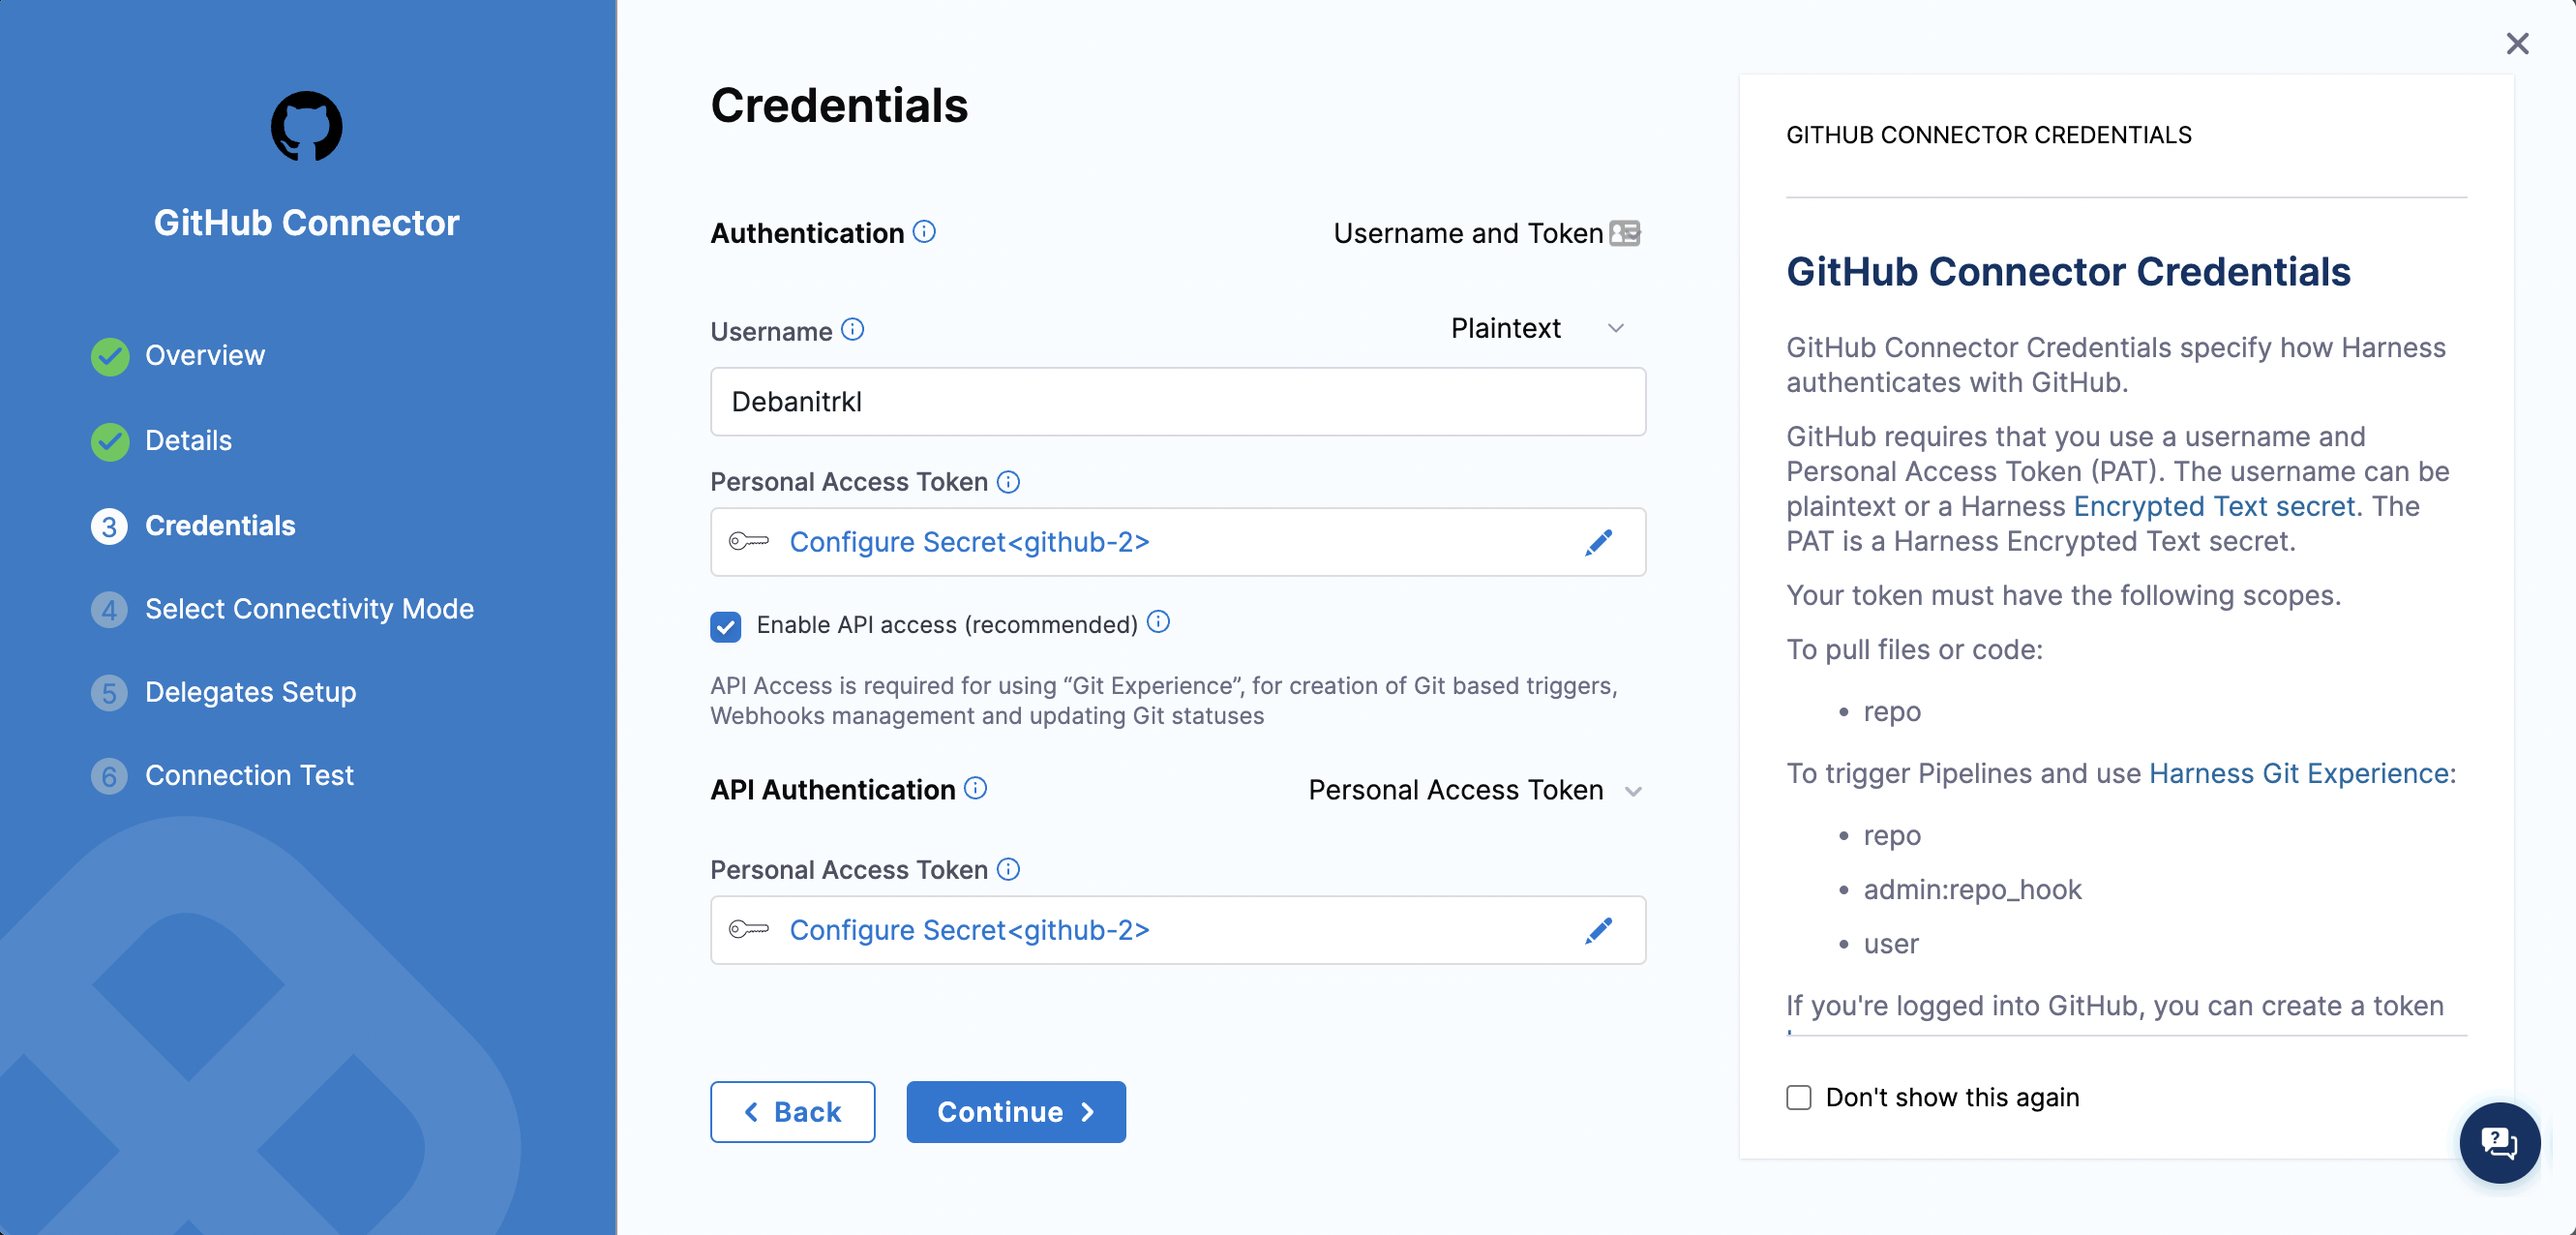 GitHub Connector
Overview
Details
3 Credentials
4 Select Connectivity Mode
5 Delegates Setup
6 Connection Test
Credentials
Authentication
Username and Token
Username
Plaintext
Debanitrkl
Personal Access Token
Configure Secret<github-2>
Enable API access (recommended)
API Access is required for using “Git Experience”, for creation of Git based triggers,
Webhooks management and updating Git statuses
API Authentication
Personal Access Token
Personal Access Token
Configure Secret<github-2>
Back
Continue
GITHUB CONNECTOR CREDENTIALS
GitHub Connector Credentials
GitHub Connector Credentials specify how Harness
authenticates with GitHub.
GitHub requires that you use a username and
Personal Access Token (PAT). The username can be
plaintext or a Harness Encrypted Text secret. The
PAT is a Harness Encrypted Text secret.
Your token must have the following scopes.
To pull files or code:
• repo
To trigger Pipelines and use Harness Git Experience:
• repo
• admin:repo_hook
• user
If you're logged into GitHub, you can create a token
Don't show this again